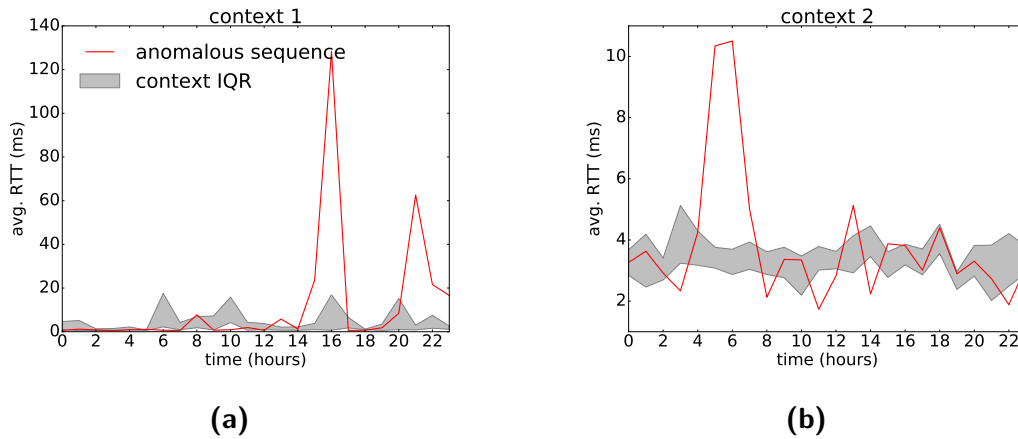 context 1
140
120
100
80
60
40
20
0
avg. RTT (ms)
anomalous sequence
context IQR
0 2 4 6 8 10 12 14 16 18 20 22
time (hours)
(a)
context 2
10
8
6
4
2
avg. RTT (ms)
0 2 4 6 8 10 12 14 16 18 20 22
time (hours)
(b)